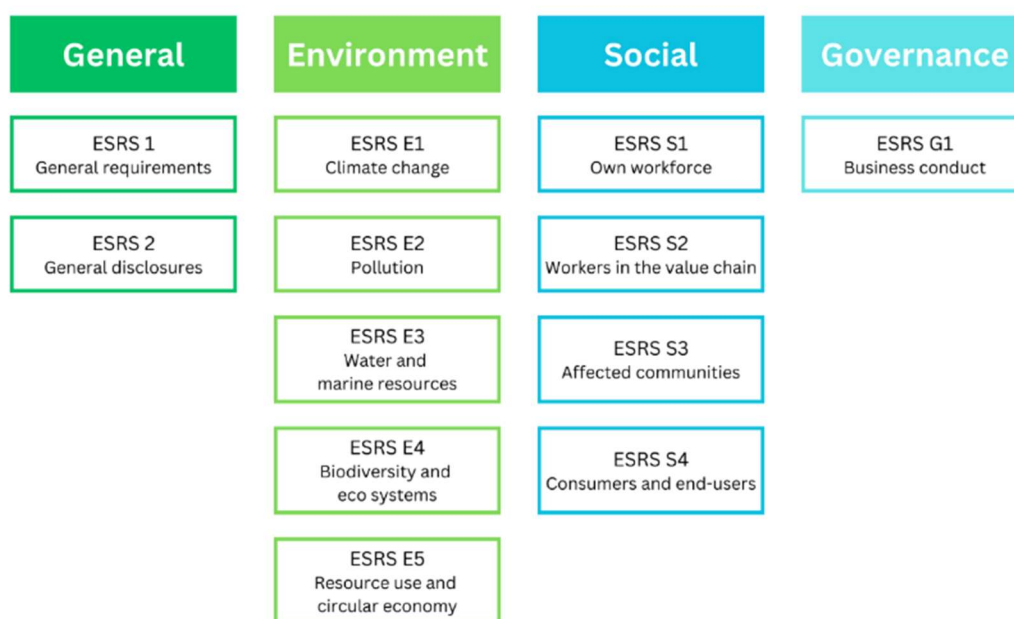 General
ESRS 1
General requirements
ESRS 2
General disclosures
Environment
ESRS E1
Climate change
ESRS E2
Pollution
ESRS E3
Water and
marine resources
ESRS E4
Biodiversity and
eco systems
ESRS E5
Resource use and
circular economy
Social
ESRS S1
Own workforce
ESRS S2
Workers in the value chain
ESRS S3
Affected communities
ESRS S4
Consumers and end-users
Governance
ESRS G1
Business conduct